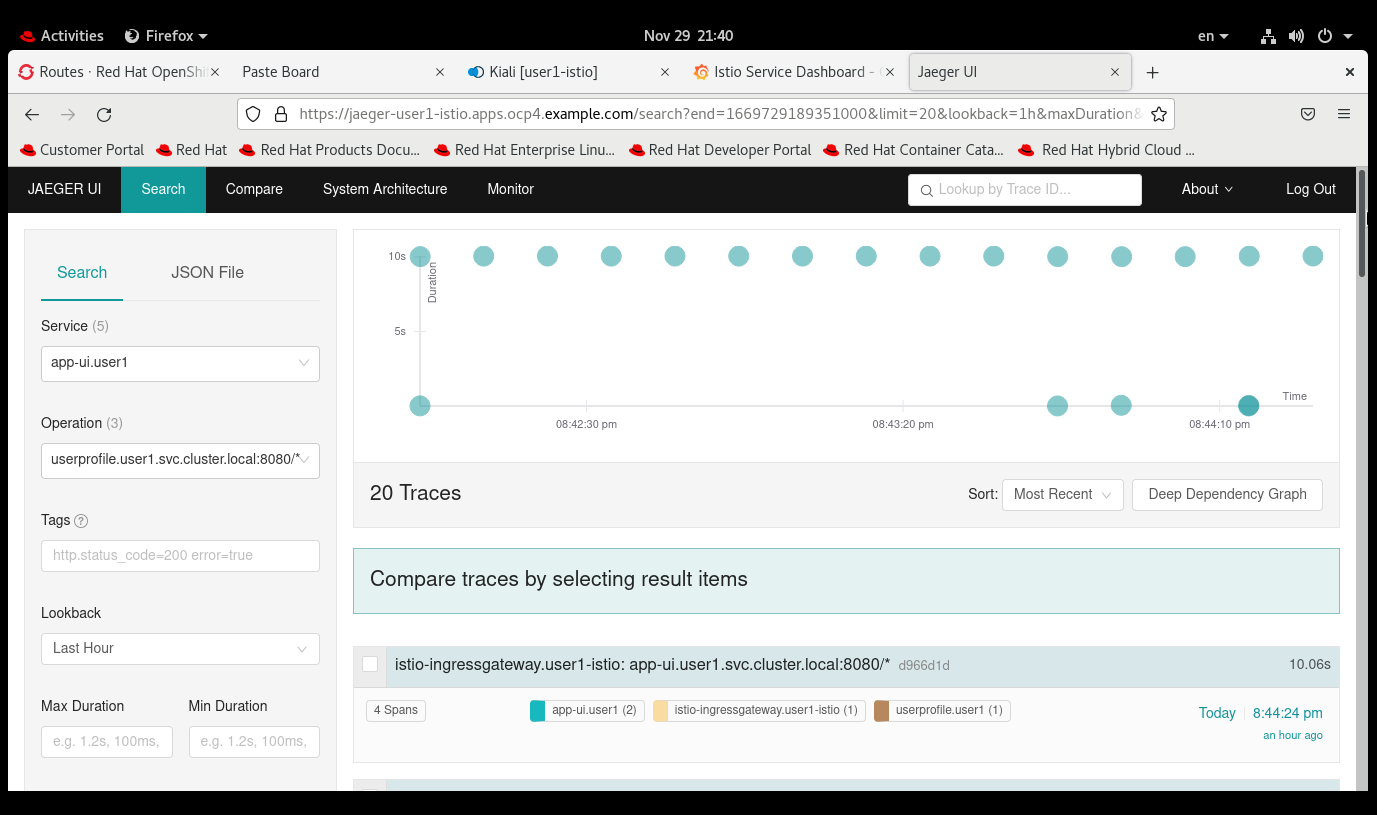 Activities Firefox Nov 29 21:40 en
Routes · Red Hat OpenShi Paste Board Kiali [user1-istio] Istio Service Dashboard - Jaeger UI
https://jaeger-user1-istio.apps.ocp4.example.com/search?end=1669729189351000&limit=20&lookback=1h&maxDuration&
Customer Portal Red Hat Red Hat Products Docu... Red Hat Enterprise Linu... Red Hat Developer Portal Red Hat Container Cata... Red Hat Hybrid Cloud ...
JAEGER UI Search Compare System Architecture Monitor Lookup by Trace ID... About Log Out
Search JSON File
Service (5)
app-ui.user1
Operation (3)
userprofile.user1.svc.cluster.local:8080/*
Tags ?
http.status_code=200 error=true
Lookback
Last Hour
Max Duration Min Duration
e.g. 1.2s, 100ms, e.g. 1.2s, 100ms,
10s
Duration
5s
Time
08:42:30 pm 08:43:20 pm 08:44:10 pm
20 Traces Sort: Most Recent Deep Dependency Graph
Compare traces by selecting result items
istio-ingressgateway.user1-istio: app-ui.user1.svc.cluster.local:8080/* d966d1d 10.06s
4 Spans app-ui.user1 (2) istio-ingressgateway.user1-istio (1) userprofile.user1 (1) Today 8:44:24 pm
an hour ago